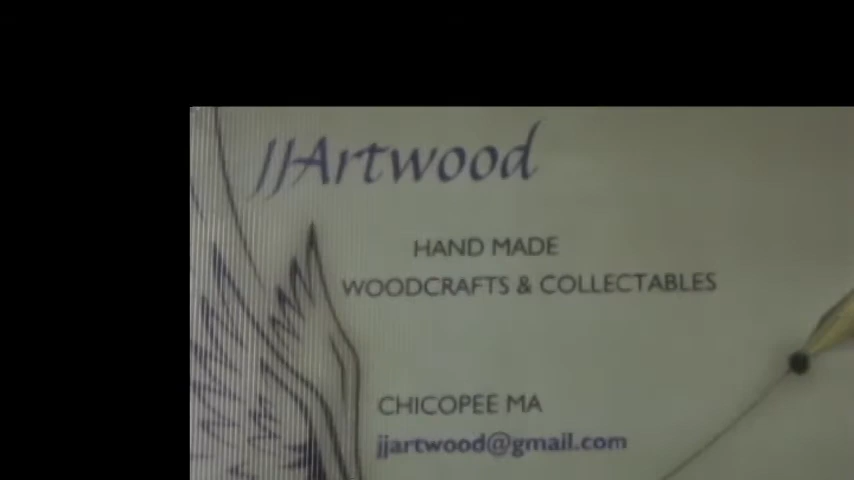 JJArtwood
HAND MADE
WOODCRAFTS & COLLECTABLES
CHICOPEE MA
jjartwood@gmail.com